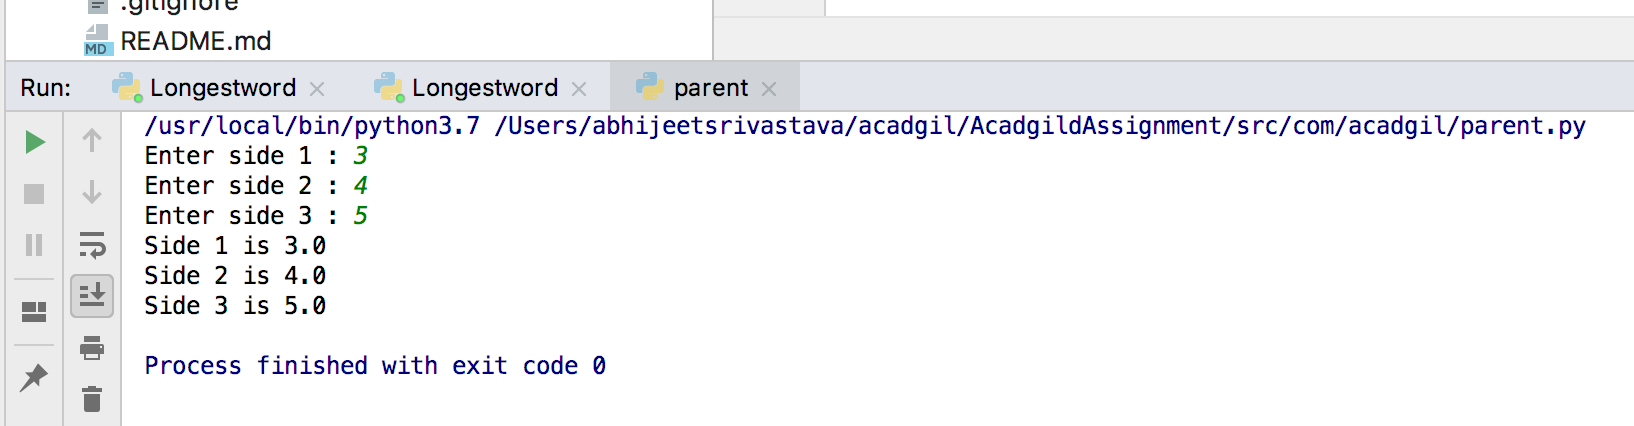 .gitignore
MD README.md
Run: Longestword Longestword parent
/usr/local/bin/python3.7 /Users/abhijeetsrivastava/acadgil/AcadgildAssignment/src/com/acadgil/parent.py
Enter side 1 : 3
Enter side 2 : 4
Enter side 3 : 5
Side 1 is 3.0
Side 2 is 4.0
Side 3 is 5.0
Process finished with exit code 0